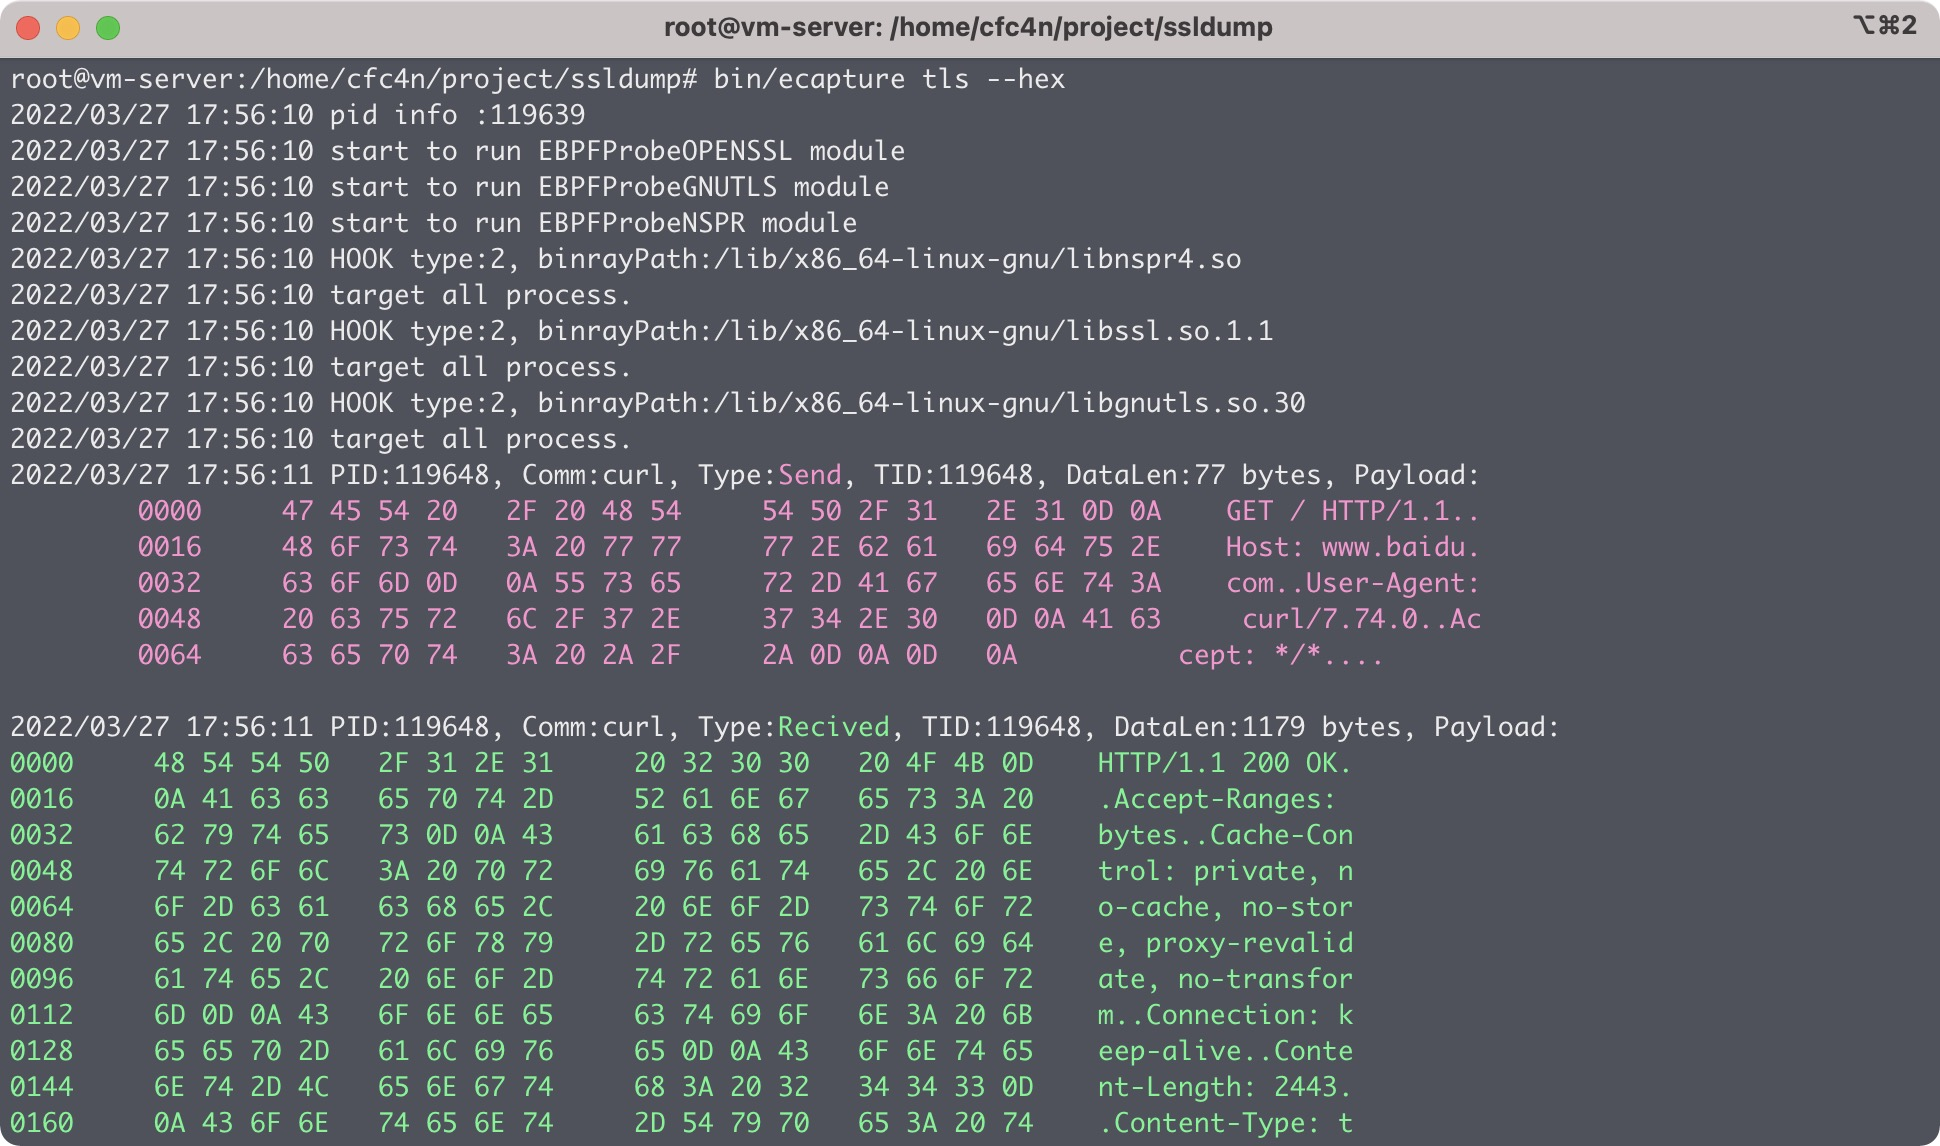 root@vm-server: /home/cfc4n/project/ssldump ⌥⌘2
root@vm-server:/home/cfc4n/project/ssldump# bin/ecapture tls --hex
2022/03/27 17:56:10 pid info :119639
2022/03/27 17:56:10 start to run EBPFProbeOPENSSL module
2022/03/27 17:56:10 start to run EBPFProbeGNUTLS module
2022/03/27 17:56:10 start to run EBPFProbeNSPR module
2022/03/27 17:56:10 HOOK type:2, binrayPath:/lib/x86_64-linux-gnu/libnspr4.so
2022/03/27 17:56:10 target all process.
2022/03/27 17:56:10 HOOK type:2, binrayPath:/lib/x86_64-linux-gnu/libssl.so.1.1
2022/03/27 17:56:10 target all process.
2022/03/27 17:56:10 HOOK type:2, binrayPath:/lib/x86_64-linux-gnu/libgnutls.so.30
2022/03/27 17:56:10 target all process.
2022/03/27 17:56:11 PID:119648, Comm:curl, Type:Send, TID:119648, DataLen:77 bytes, Payload:
0000 47 45 54 20 2F 20 48 54 54 50 2F 31 2E 31 0D 0A GET / HTTP/1.1..
0016 48 6F 73 74 3A 20 77 77 77 2E 62 61 69 64 75 2E Host: www.baidu.
0032 63 6F 6D 0D 0A 55 73 65 72 2D 41 67 65 6E 74 3A com..User-Agent:
0048 20 63 75 72 6C 2F 37 2E 37 34 2E 30 0D 0A 41 63 curl/7.74.0..Ac
0064 63 65 70 74 3A 20 2A 2F 2A 0D 0A 0D 0A cept: */*....
2022/03/27 17:56:11 PID:119648, Comm:curl, Type:Recived, TID:119648, DataLen:1179 bytes, Payload:
0000 48 54 54 50 2F 31 2E 31 20 32 30 30 20 4F 4B 0D HTTP/1.1 200 OK.
0016 0A 41 63 63 65 70 74 2D 52 61 6E 67 65 73 3A 20 .Accept-Ranges:
0032 62 79 74 65 73 0D 0A 43 61 63 68 65 2D 43 6F 6E bytes..Cache-Con
0048 74 72 6F 6C 3A 20 70 72 69 76 61 74 65 2C 20 6E trol: private, n
0064 6F 2D 63 61 63 68 65 2C 20 6E 6F 2D 73 74 6F 72 o-cache, no-stor
0080 65 2C 20 70 72 6F 78 79 2D 72 65 76 61 6C 69 64 e, proxy-revalid
0096 61 74 65 2C 20 6E 6F 2D 74 72 61 6E 73 66 6F 72 ate, no-transfor
0112 6D 0D 0A 43 6F 6E 6E 65 63 74 69 6F 6E 3A 20 6B m..Connection: k
0128 65 65 70 2D 61 6C 69 76 65 0D 0A 43 6F 6E 74 65 eep-alive..Conte
0144 6E 74 2D 4C 65 6E 67 74 68 3A 20 32 34 34 33 0D nt-Length: 2443.
0160 0A 43 6F 6E 74 65 6E 74 2D 54 79 70 65 3A 20 74 .Content-Type: t